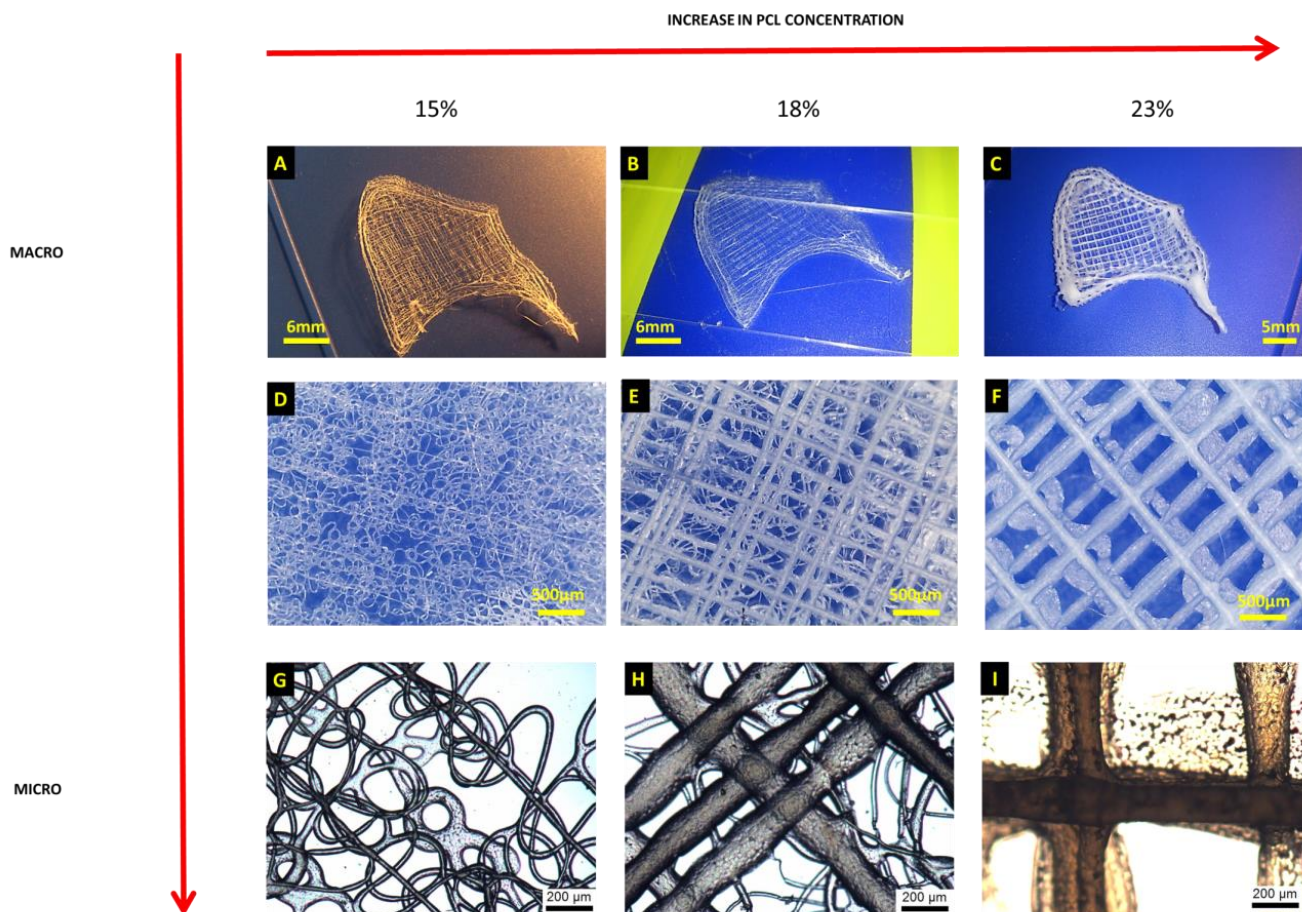 INCREASE IN PCL CONCENTRATION
15%
18%
23%
MACRO
A
6mm
B
6mm
C
5mm
D
500µm
E
500µm
F
500µm
MICRO
G
200 µm
H
200 µm
I
200 µm